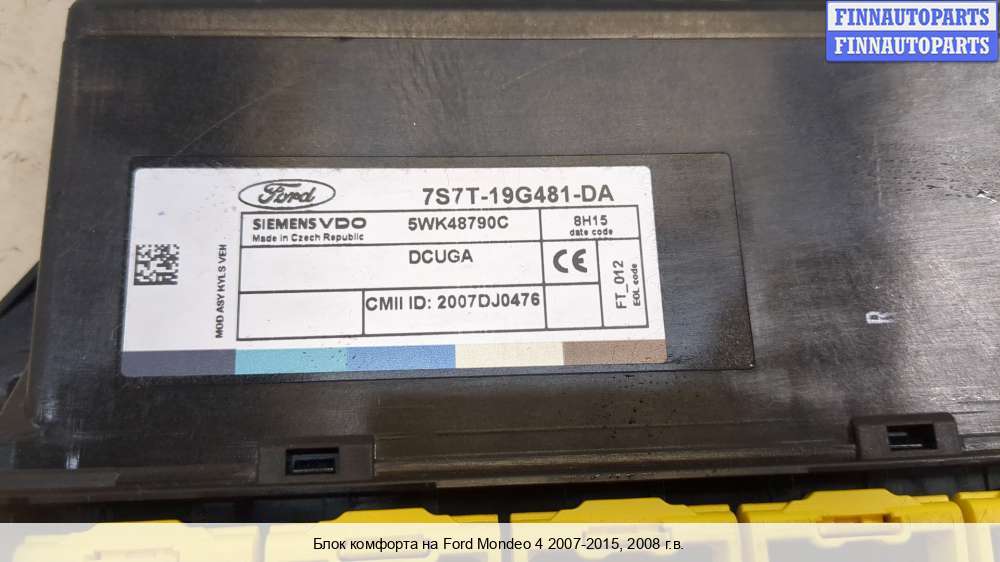 FINNAUTOPARTS
FINNAUTOPARTS
Ford
7S7T-19G481-DA
SIEMENS VDO
Made in Czech Republic
5WK48790C
8H15
date code
DCUGA
CE
FT_012
EOL code
CMII ID: 2007DJ0476
MOD ASY KYLS VEH
R
Блок комфорта на Ford Mondeo 4 2007-2015, 2008 г.в.